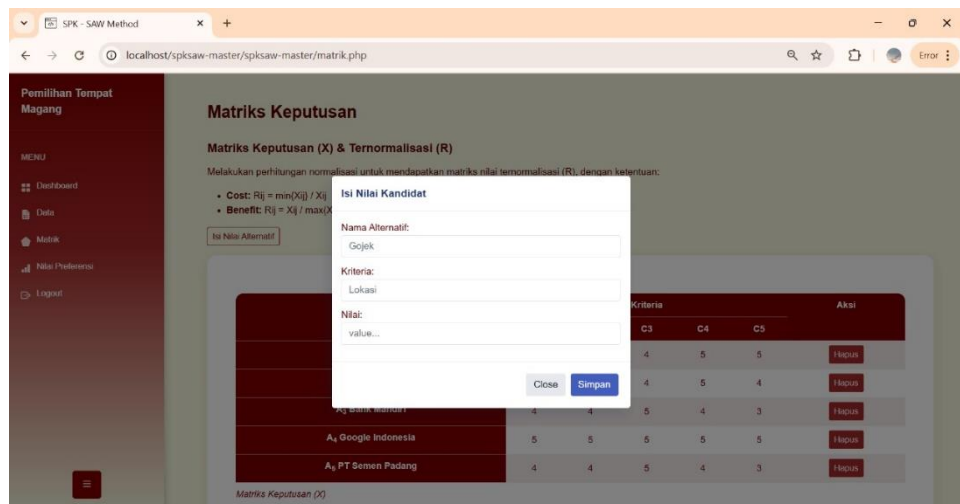 SPK - SAW Method
localhost/spksaw-master/spksaw-master/matrik.php
Error
Pemilihan Tempat
Magang
MENU
Dashboard
Data
Matrik
Nilai Preferensi
Logout
Matriks Keputusan
Matriks Keputusan (X) & Ternormalisasi (R)
Melakukan perhitungan normalisasi untuk mendapatkan matriks nilai ternormalisasi (R), dengan ketentuan:
Cost: Rij = min(Xij) / Xij
Benefit: Rij = Xij / max(X
Isi Nilai Alternatif
Isi Nilai Kandidat
Nama Alternatif:
Gojek
Kriteria:
Lokasi
Nilai:
value...
Close Simpan
Kriteria Aksi
C3 C4 C5
4 5 5 Hapus
4 5 4 Hapus
A3 Bank Mandiri 4 4 5 4 3 Hapus
A4 Google Indonesia 5 5 5 5 5 Hapus
A5 PT Semen Padang 4 4 5 4 3 Hapus
Matriks Keputusan (X)